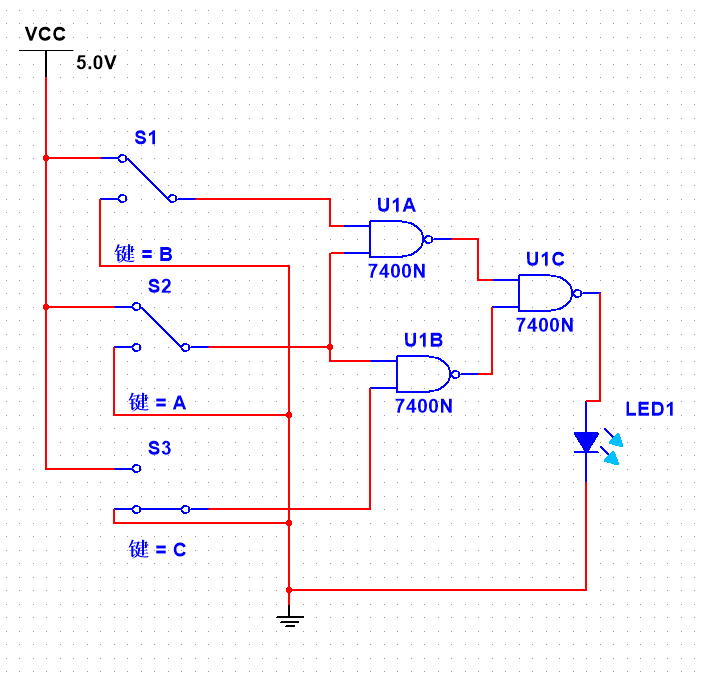 VCC
5.0V
S1
键 = B
U1A
7400N
U1C
7400N
S2
键 = A
U1B
7400N
LED1
S3
键 = C